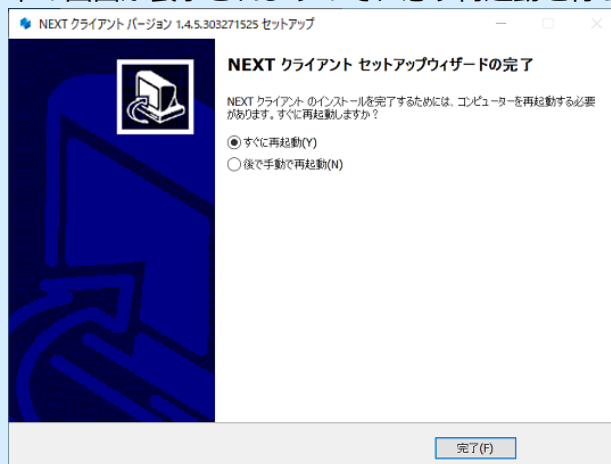 NEXT クライアント バージョン 1.4.5.303271525 セットアップ
NEXT クライアント セットアップウィザードの完了
NEXT クライアント のインストールを完了するためには、コンピューターを再起動する必要
があります。すぐに再起動しますか？
すぐに再起動(Y)
後で手動で再起動(N)
完了(F)